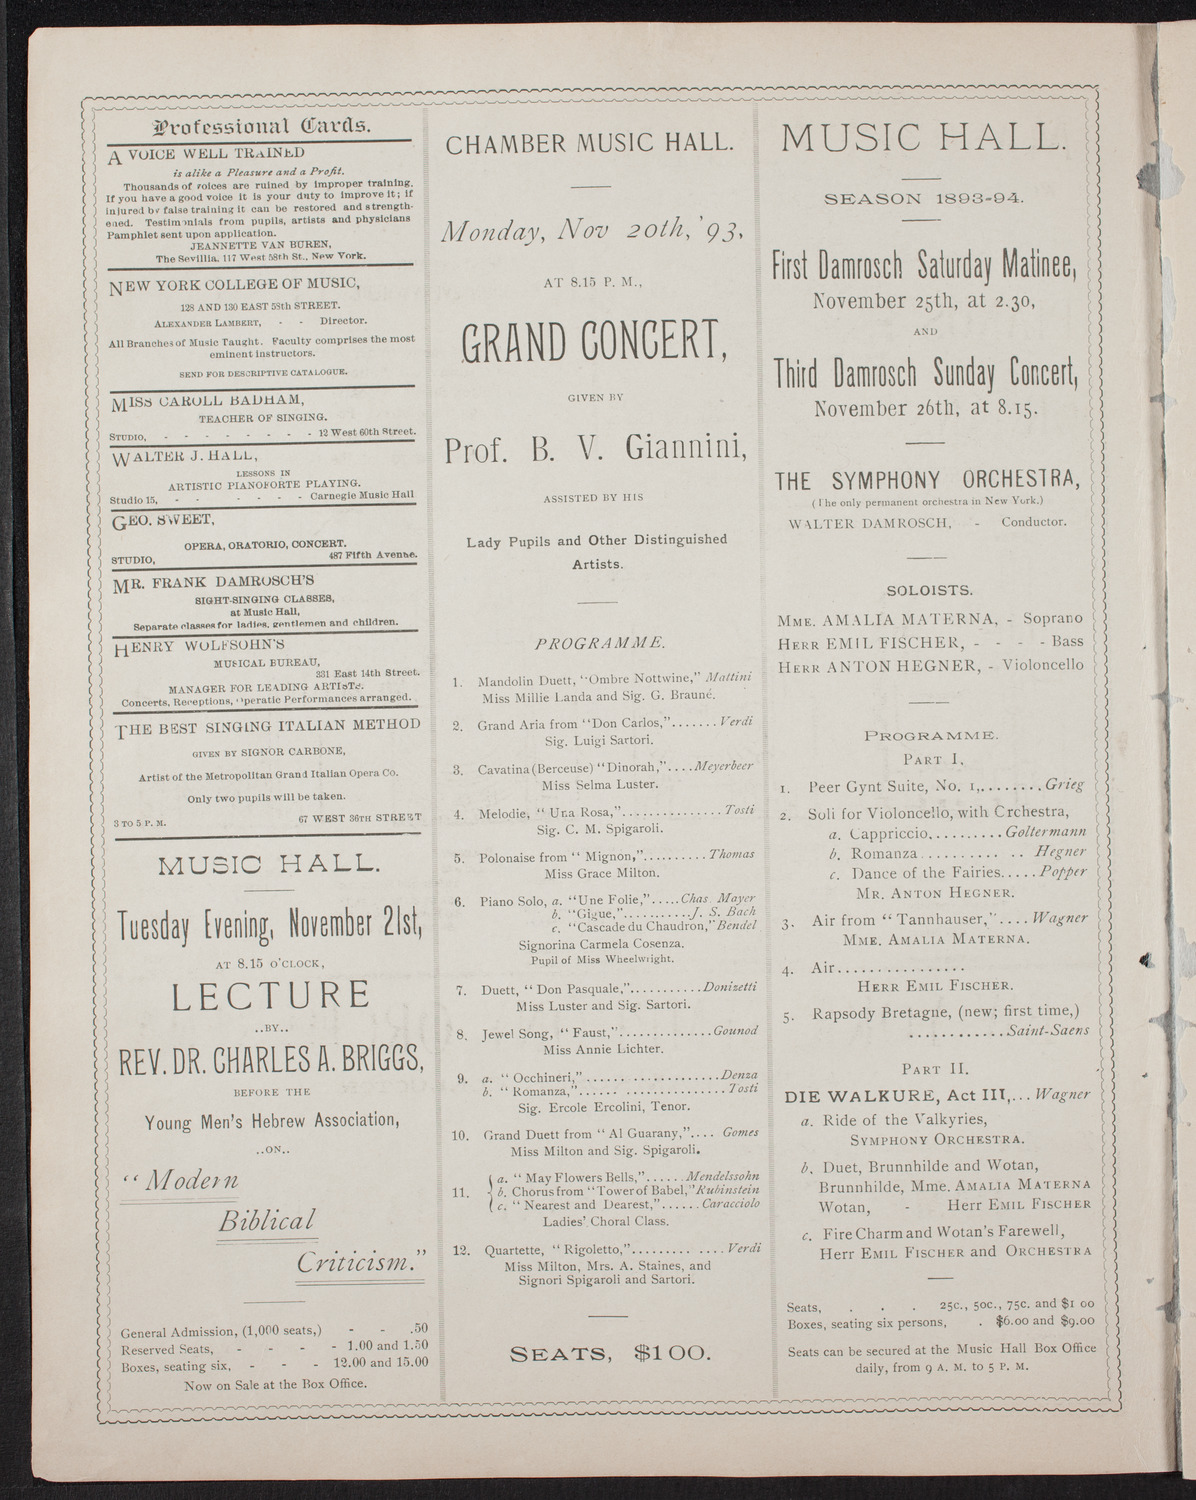 Professional Cards.
A VOICE WELL TRAINED
is alike a Pleasure and a Profit.
Thousands of voices are ruined by improper training.
If you have a good voice it is your duty to improve it; if
injured by false training it can be restored and strength-
ened. Testimonials from pupils, artists and physicians
Pamphlet sent upon application.
JEANNETTE VAN BUREN,
The Sevillia, 117 West 58th St., New York.
NEW YORK COLLEGE OF MUSIC,
128 AND 130 EAST 58th STREET.
ALEXANDER LAMBERT, - - Director.
All Branches of Music Taught. Faculty comprises the most
eminent instructors.
SEND FOR DESCRIPTIVE CATALOGUE.
MISS CAROLL BADHAM,
TEACHER OF SINGING.
STUDIO, - - - - - - - - 12 West 60th Street.
WALTER J. HALL,
LESSONS IN
ARTISTIC PIANOFORTE PLAYING.
Studio 15, - - - - - - Carnegie Music Hall
GEO. SWEET,
OPERA, ORATORIO, CONCERT.
STUDIO, 487 Fifth Avenue.
MR. FRANK DAMROSCH'S
SIGHT-SINGING CLASSES,
at Music Hall,
Separate classes for ladies, gentlemen and children.
HENRY WOLFSOHN'S
MUSICAL BUREAU,
331 East 14th Street.
MANAGER FOR LEADING ARTISTS.
Concerts, Receptions, Operatic Performances arranged.
THE BEST SINGING ITALIAN METHOD
GIVEN BY SIGNOR CARBONE,
Artist of the Metropolitan Grand Italian Opera Co.
Only two pupils will be taken.
3 TO 5 P. M. 67 WEST 36TH STREET
MUSIC HALL.
Tuesday Evening, November 21st,
AT 8.15 O'CLOCK,
LECTURE
..BY..
REV. DR. CHARLES A. BRIGGS,
BEFORE THE
Young Men's Hebrew Association,
..ON..
"Modern
Biblical
Criticism."
General Admission, (1,000 seats,) - - .50
Reserved Seats, - - - - 1.00 and 1.50
Boxes, seating six, - - - 12.00 and 15.00
Now on Sale at the Box Office.
CHAMBER MUSIC HALL.
Monday, Nov 20th, '93,
AT 8.15 P. M.,
GRAND CONCERT,
GIVEN BY
Prof. B. V. Giannini,
ASSISTED BY HIS
Lady Pupils and Other Distinguished
Artists.
PROGRAMME.
1. Mandolin Duett, "Ombre Nottwine," Mattini
Miss Millie Landa and Sig. G. Braunè.
2. Grand Aria from "Don Carlos,"....... Verdi
Sig. Luigi Sartori.
3. Cavatina (Berceuse) "Dinorah,"....Meyerbeer
Miss Selma Luster.
4. Melodie, "Una Rosa,"............... Tosti
Sig. C. M. Spigaroli.
5. Polonaise from "Mignon,".......... Thomas
Miss Grace Milton.
6. Piano Solo, a. "Une Folie,".....Chas. Mayer
b. "Gigue,"...........J. S. Bach
c. "Cascade du Chaudron," Bendel
Signorina Carmela Cosenza.
Pupil of Miss Wheelwright.
7. Duett, "Don Pasquale,"...........Donizetti
Miss Luster and Sig. Sartori.
8. Jewel Song, "Faust,"..............Gounod
Miss Annie Lichter.
9. a. "Occhineri,"...... .............Denza
b. "Romanza,"...... ............... Tosti
Sig. Ercole Ercolini, Tenor.
10. Grand Duett from "Al Guarany,".... Gomes
Miss Milton and Sig. Spigaroli.
11. a. "May Flowers Bells,"......Mendelssohn
b. Chorus from "Tower of Babel," Rubinstein
c. "Nearest and Dearest,"...... Caracciolo
Ladies' Choral Class.
12. Quartette, "Rigoletto,"......... .... Verdi
Miss Milton, Mrs. A. Staines, and
Signori Spigaroli and Sartori.
SEATS, $1 00.
MUSIC HALL.
SEASON 1893-94.
First Damrosch Saturday Matinee,
November 25th, at 2.30,
AND
Third Damrosch Sunday Concert,
November 26th, at 8.15.
THE SYMPHONY ORCHESTRA,
(The only permanent orchestra in New York.)
WALTER DAMROSCH, - Conductor.
SOLOISTS.
MME. AMALIA MATERNA, - Soprano
HERR EMIL FISCHER, - - - - Bass
HERR ANTON HEGNER, - Violoncello
PROGRAMME.
PART I,
1. Peer Gynt Suite, No. 1,........Grieg
2. Soli for Violoncello, with Orchestra,
a. Cappriccio..........Goltermann
b. Romanza.......... .. Hegner
c. Dance of the Fairies.....Popper
MR. ANTON HEGNER.
3. Air from "Tannhauser,".... Wagner
MME. AMALIA MATERNA.
4. Air................
HERR EMIL FISCHER.
5. Rapsody Bretagne, (new; first time,)
............Saint-Saens
PART II.
DIE WALKURE, Act III,... Wagner
a. Ride of the Valkyries,
SYMPHONY ORCHESTRA.
b. Duet, Brunnhilde and Wotan,
Brunnhilde, Mme. AMALIA MATERNA
Wotan, - Herr EMIL FISCHER
c. Fire Charm and Wotan's Farewell,
Herr EMIL FISCHER and ORCHESTRA
Seats, . . . 25c., 50c., 75c. and $1 00
Boxes, seating six persons, . $6.00 and $9.00
Seats can be secured at the Music Hall Box Office
daily, from 9 A. M. to 5 P. M.